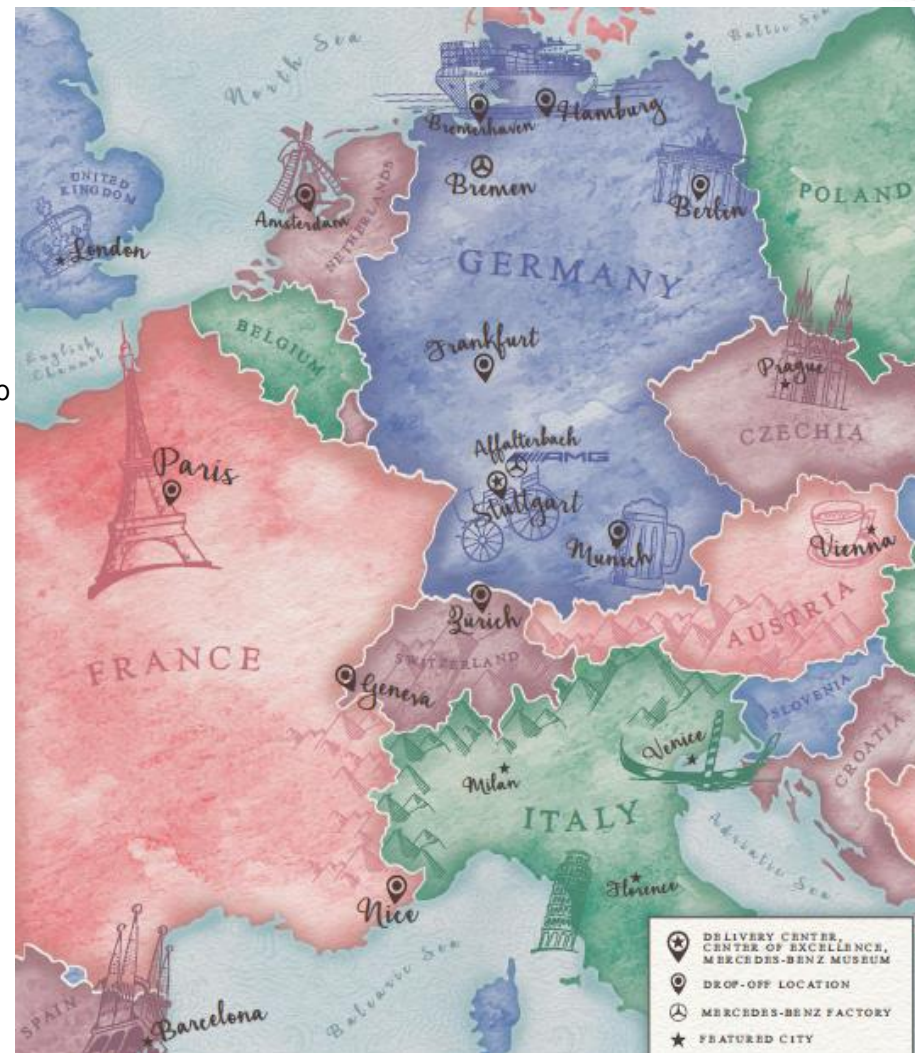 North Sea
Baltic Sea
Bremerhaven
Hamburg
UNITED
KINGDOM
London
Amsterdam
NETHERLANDS
Bremen
Berlin
POLAND
GERMANY
English
Channel
BELGIUM
Frankfurt
Prague
CZECHIA
o
Paris
Affalterbach
AMG
Stuttgart
Munich
Vienna
AUSTRIA
Zürich
SWITZERLAND
FRANCE
Geneva
SLOVENIA
CROATIA
Venice
Milan
ITALY
Adriatic Sea
Florence
Nice
Balearic Sea
SPAIN
Barcelona
DELIVERY CENTER,
CENTER OF EXCELLENCE,
MERCEDES-BENZ MUSEUM
DROP-OFF LOCATION
MERCEDES-BENZ FACTORY
FEATURED CITY